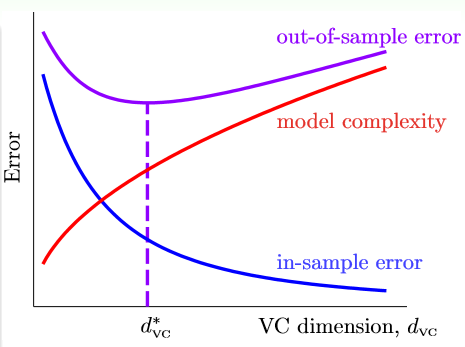 out-of-sample error
model complexity
Error
in-sample error
d*VC
VC dimension, dVC